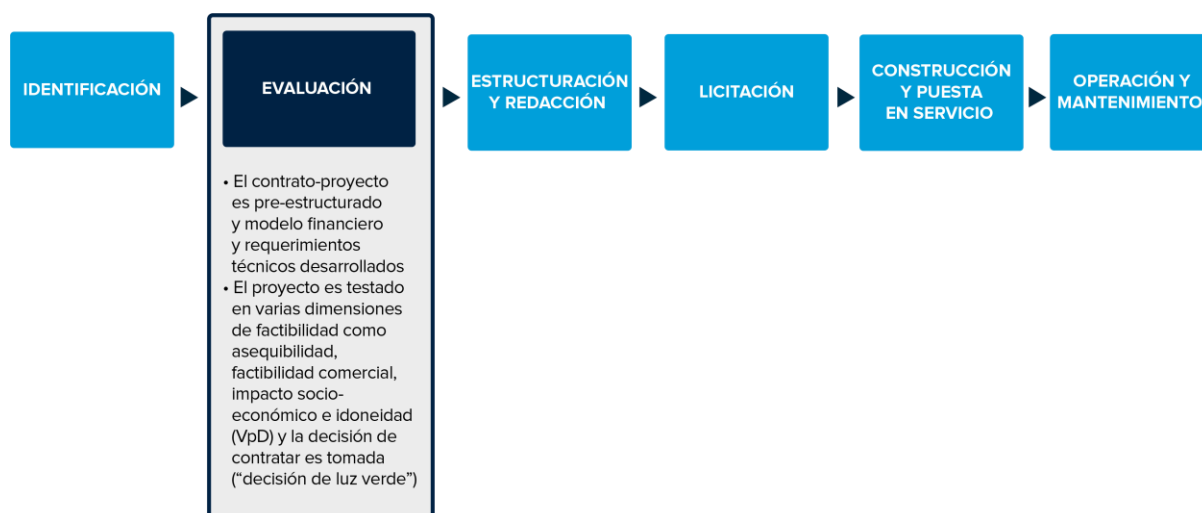 IDENTIFICACIÓN
EVALUACIÓN
ESTRUCTURACIÓN
Y REDACCIÓN
LICITACIÓN
CONSTRUCCIÓN
Y PUESTA
EN SERVICIO
OPERACIÓN Y
MANTENIMIENTO
• El contrato-proyecto
es pre-estructurado
y modelo financiero
y requerimientos
técnicos desarrollados
• El proyecto es testado
en varias dimensiones
de factibilidad como
asequibilidad,
factibilidad comercial,
impacto socio-
económico e idoneidad
(VpD) y la decisión de
contratar es tomada
(“decisión de luz verde”)